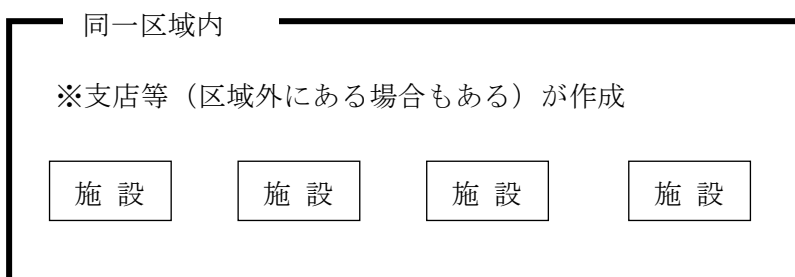 同一区域内
※支店等（区域外にある場合もある）が作成
施 設 施 設 施 設 施 設